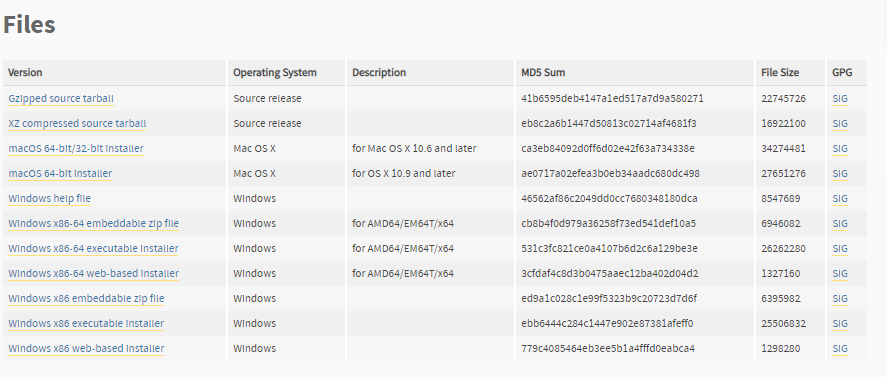 Files
Version Operating System Description MD5 Sum File Size GPG
Gzipped source tarball Source release 41b6595deb4147a1ed517a7d9a580271 22745726 SIG
XZ compressed source tarball Source release eb8c2a6b1447d50813c02714af4681f3 16922100 SIG
macOS 64-bit/32-bit installer Mac OS X for Mac OS X 10.6 and later ca3eb84092d0ff6d02e42f63a734338e 34274481 SIG
macOS 64-bit installer Mac OS X for OS X 10.9 and later ae0717a02efea3b0eb34aadc680dc498 27651276 SIG
Windows help file Windows 46562af86c2049dd0cc7680348180dca 8547689 SIG
Windows x86-64 embeddable zip file Windows for AMD64/EM64T/x64 cb8b4f0d979a36258f73ed541def10a5 6946082 SIG
Windows x86-64 executable installer Windows for AMD64/EM64T/x64 531c3fc821ce0a4107b6d2c6a129be3e 26262280 SIG
Windows x86-64 web-based installer Windows for AMD64/EM64T/x64 3cfdaf4c8d3b0475aaec12ba402d04d2 1327160 SIG
Windows x86 embeddable zip file Windows ed9a1c028c1e99f5323b9c20723d7d6f 6395982 SIG
Windows x86 executable installer Windows ebb6444c284c1447e902e87381afeff0 25506832 SIG
Windows x86 web-based installer Windows 779c4085464eb3ee5b1a4fffd0eabca4 1298280 SIG